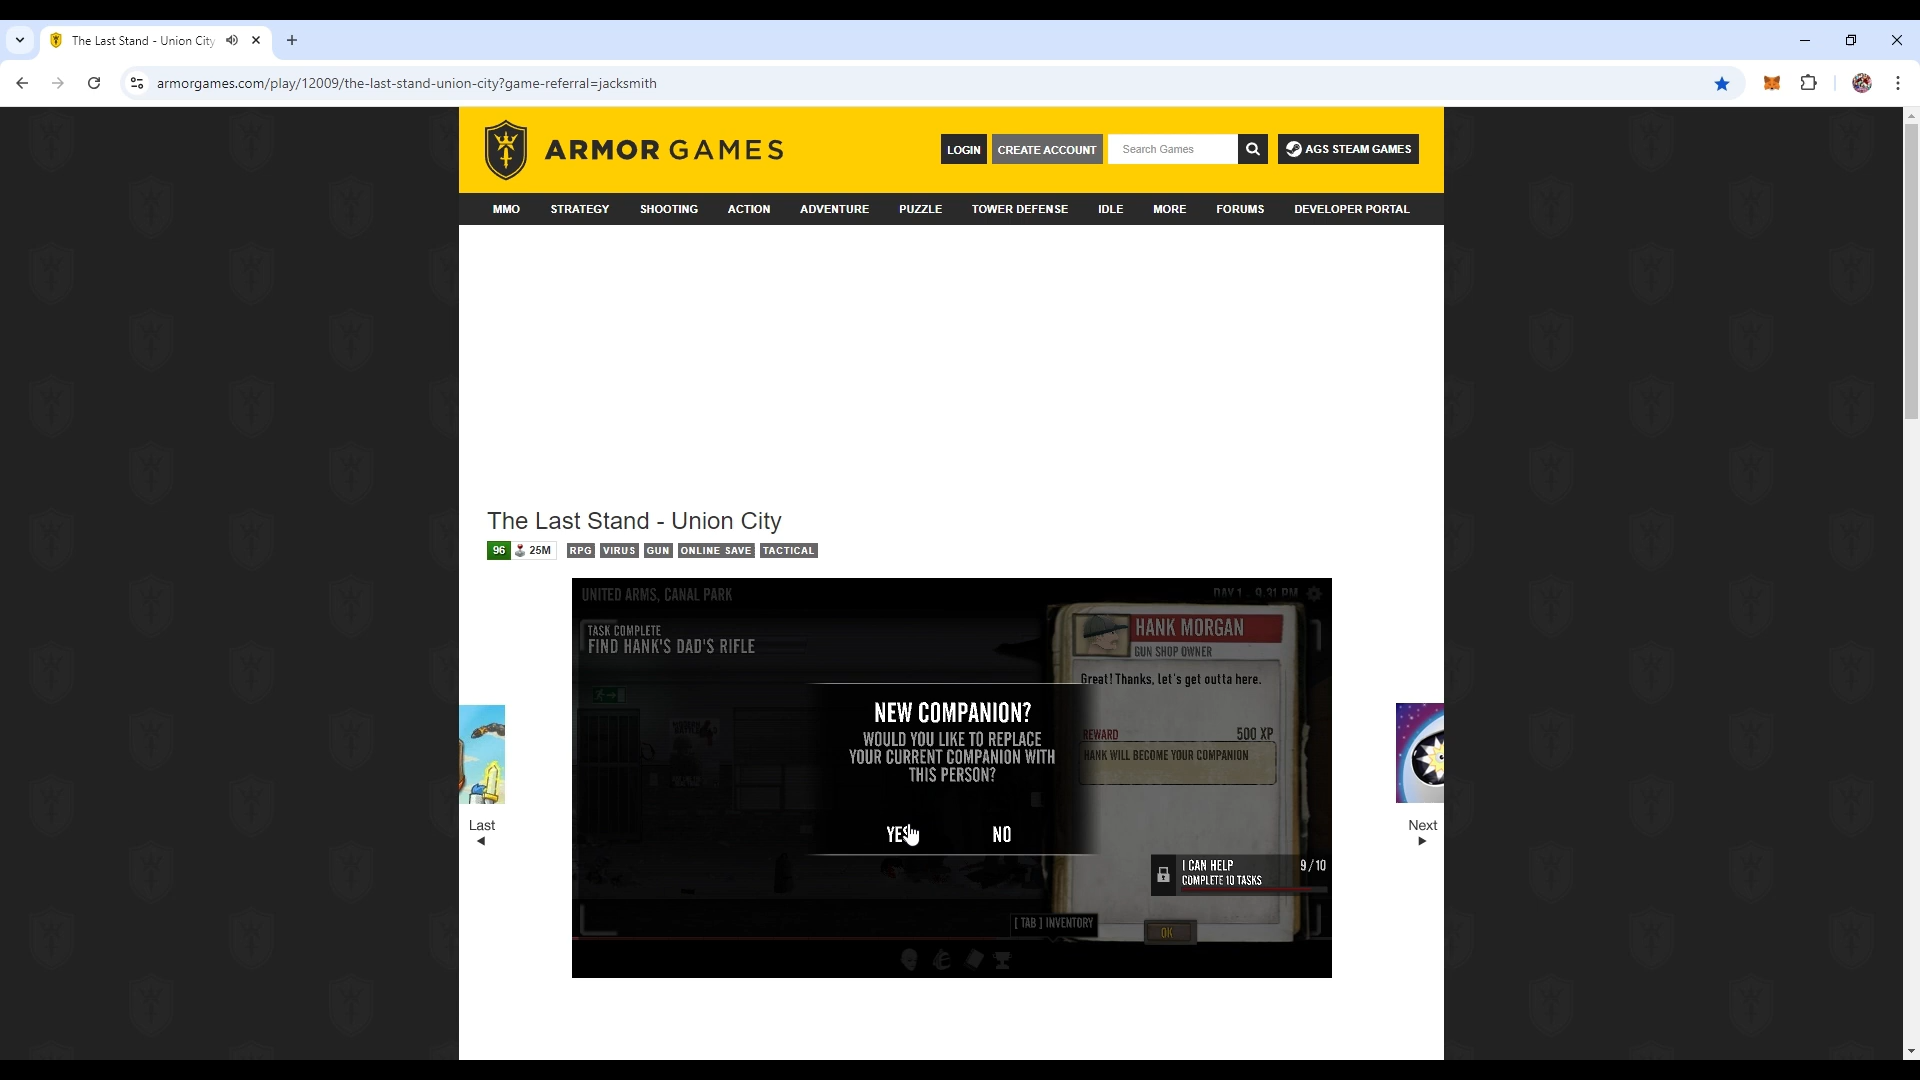 The Last Stand - Union City
armorgames.com/play/12009/the-last-stand-union-city?game-referral=jacksmith
ARMOR GAMES
LOGIN
CREATE ACCOUNT
Search Games
AGS STEAM GAMES
MMO
STRATEGY
SHOOTING
ACTION
ADVENTURE
PUZZLE
TOWER DEFENSE
IDLE
MORE
FORUMS
DEVELOPER PORTAL
The Last Stand - Union City
96
25M
RPG
VIRUS
GUN
ONLINE SAVE
TACTICAL
UNITED ARMS, CANAL PARK
DAY 1 9.31 PM
TASK COMPLETE
FIND HANK'S DAD'S RIFLE
HANK MORGAN
GUN SHOP OWNER
Great! Thanks, let's get outta here.
REWARD
500 XP
HANK WILL BECOME YOUR COMPANION
NEW COMPANION?
WOULD YOU LIKE TO REPLACE
YOUR CURRENT COMPANION WITH
THIS PERSON?
YES
NO
I CAN HELP
9/10
COMPLETE 10 TASKS
[ TAB ] INVENTORY
OK
Last
Next